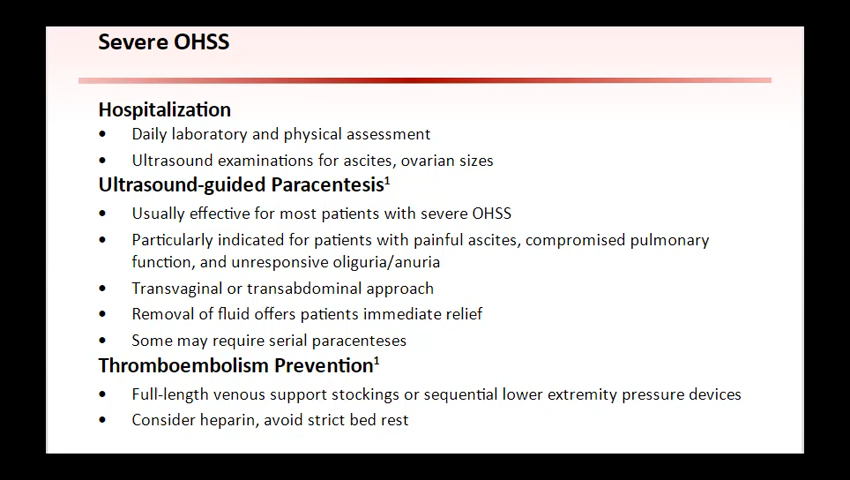 Severe OHSS
Hospitalization
• Daily laboratory and physical assessment
• Ultrasound examinations for ascites, ovarian sizes
Ultrasound-guided Paracentesis¹
• Usually effective for most patients with severe OHSS
• Particularly indicated for patients with painful ascites, compromised pulmonary
function, and unresponsive oliguria/anuria
• Transvaginal or transabdominal approach
• Removal of fluid offers patients immediate relief
• Some may require serial paracenteses
Thromboembolism Prevention¹
• Full-length venous support stockings or sequential lower extremity pressure devices
• Consider heparin, avoid strict bed rest